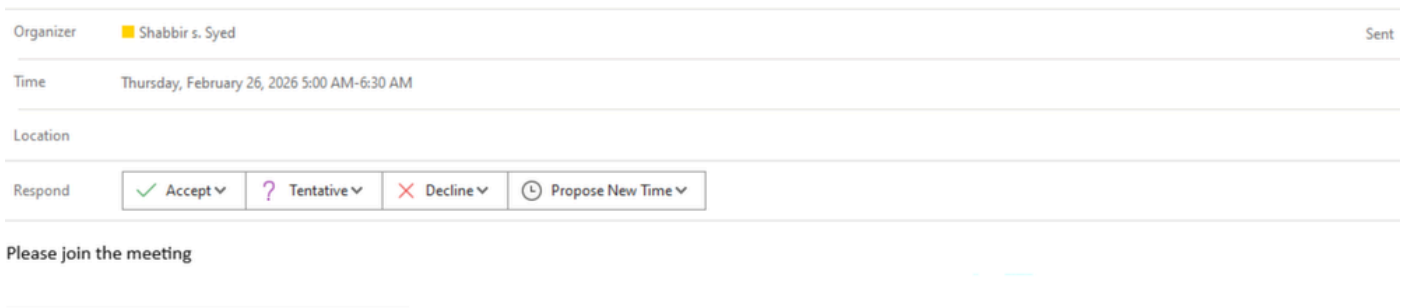 Organizer Shabbir s. Syed Sent
Time Thursday, February 26, 2026 5:00 AM-6:30 AM
Location
Respond Accept Tentative Decline Propose New Time
Please join the meeting